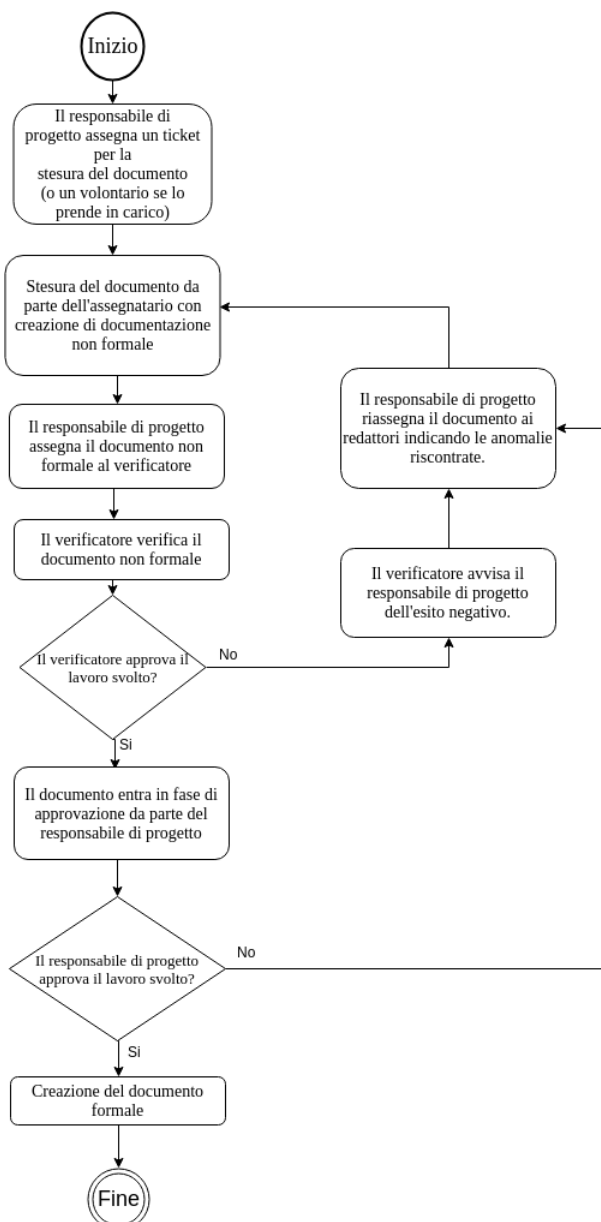 Inizio
Il responsabile di
progetto assegna un ticket
per la
stesura del documento
(o un volontario se lo
prende in carico)
Stesura del documento da
parte dell'assegnatario con
creazione di documentazione
non formale
Il responsabile di progetto
assegna il documento non
formale al verificatore
Il verificatore verifica il
documento non formale
Il verificatore approva il
lavoro svolto?
No
Il verificatore avvisa il
responsabile di progetto
dell'esito negativo.
Il responsabile di progetto
riassegna il documento ai
redattori indicando le anomalie
riscontrate.
Si
Il documento entra in fase di
approvazione da parte del
responsabile di progetto
Il responsabile di progetto
approva il lavoro svolto?
No
Si
Creazione del documento
formale
Fine